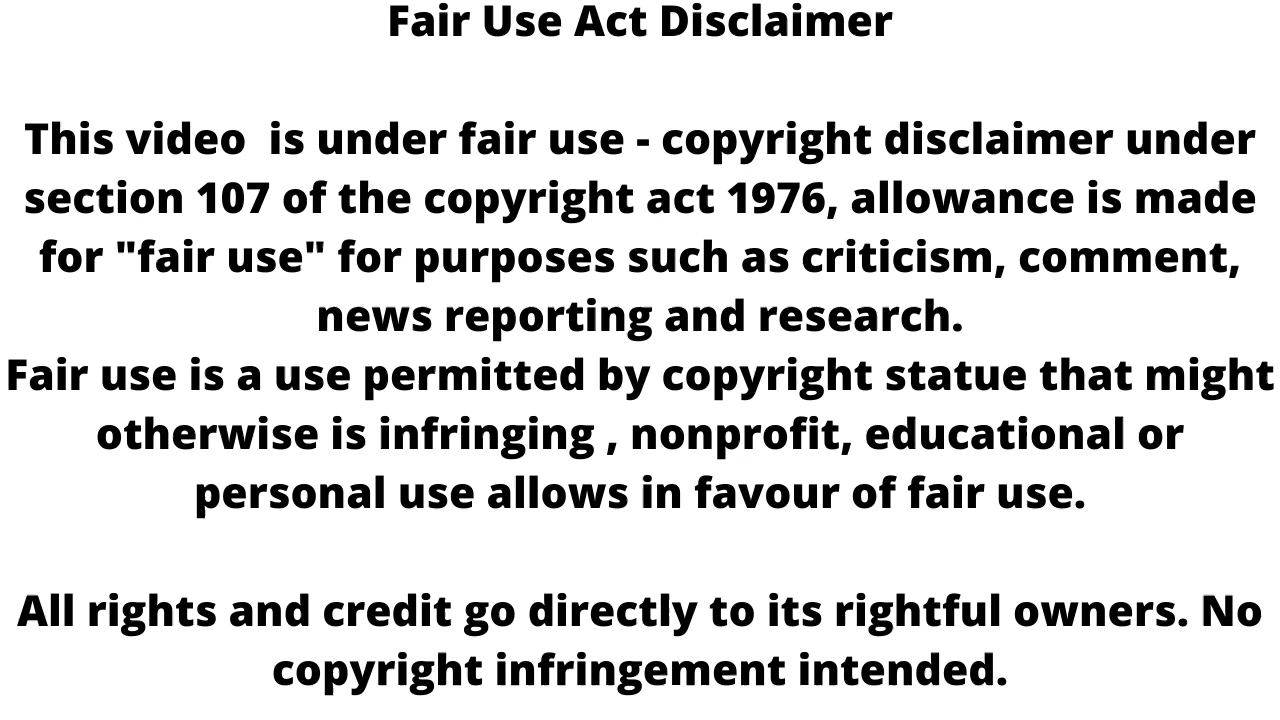 Fair Use Act Disclaimer
This video  is under fair use - copyright disclaimer under
section 107 of the copyright act 1976, allowance is made
for "fair use" for purposes such as criticism, comment,
news reporting and research.
Fair use is a use permitted by copyright statue that might
otherwise is infringing , nonprofit, educational or
personal use allows in favour of fair use.
All rights and credit go directly to its rightful owners. No
copyright infringement intended.